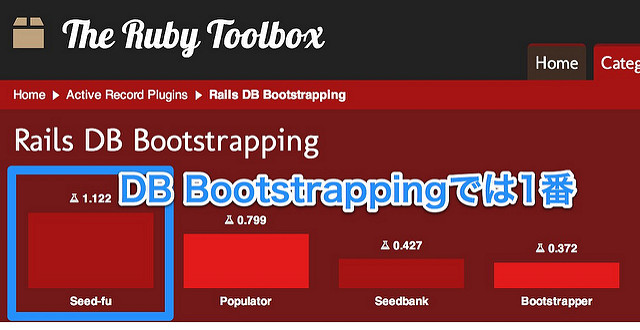 The Ruby Toolbox
Home
Categ
Home ▶ Active Record Plugins ▶ Rails DB Bootstrapping
Rails DB Bootstrapping
DB Bootstrappingでは1番
1.122
0.799
0.427
0.372
Seed-fu
Populator
Seedbank
Bootstrapper